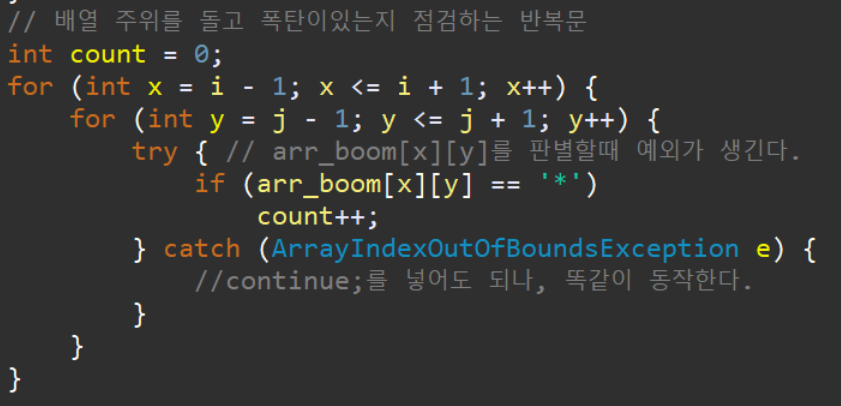 // 배열 주위를 돌고 폭탄이있는지 점검하는 반복문
int count = 0;
for (int x = i - 1; x <= i + 1; x++) {
    for (int y = j - 1; y <= j + 1; y++) {
        try { // arr_boom[x][y]를 판별할때 예외가 생긴다.
            if (arr_boom[x][y] == '*')
                count++;
        } catch (ArrayIndexOutOfBoundsException e) {
            //continue;를 넣어도 되나, 똑같이 동작한다.
        }
    }
}